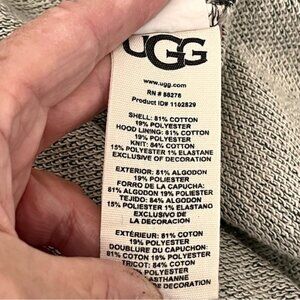 UGG
www.ugg.com
RN # 88276
Product ID# 1102829
SHELL: 81% COTTON
19% POLYESTER
HOOD LINING: 81% COTTON
19% POLYESTER
KNIT: 84% COTTON
15% POLYESTER 1% ELASTANE
EXCLUSIVE OF DECORATION
EXTERIOR: 81% ALGODON
19% POLIESTER
FORRO DE LA CAPUCHA:
81% ALGODON 19% POLIESTER
TEJIDO: 84% ALGODON
15% POLIESTER 1% ELASTANO
EXCLUSIVO DE
LA DECORACION
EXTÉRIEUR: 81% COTON
19% POLYESTER
DOUBLURE DU CAPUCHON:
81% COTON 19% POLYESTER
TRICOT: 84% COTON